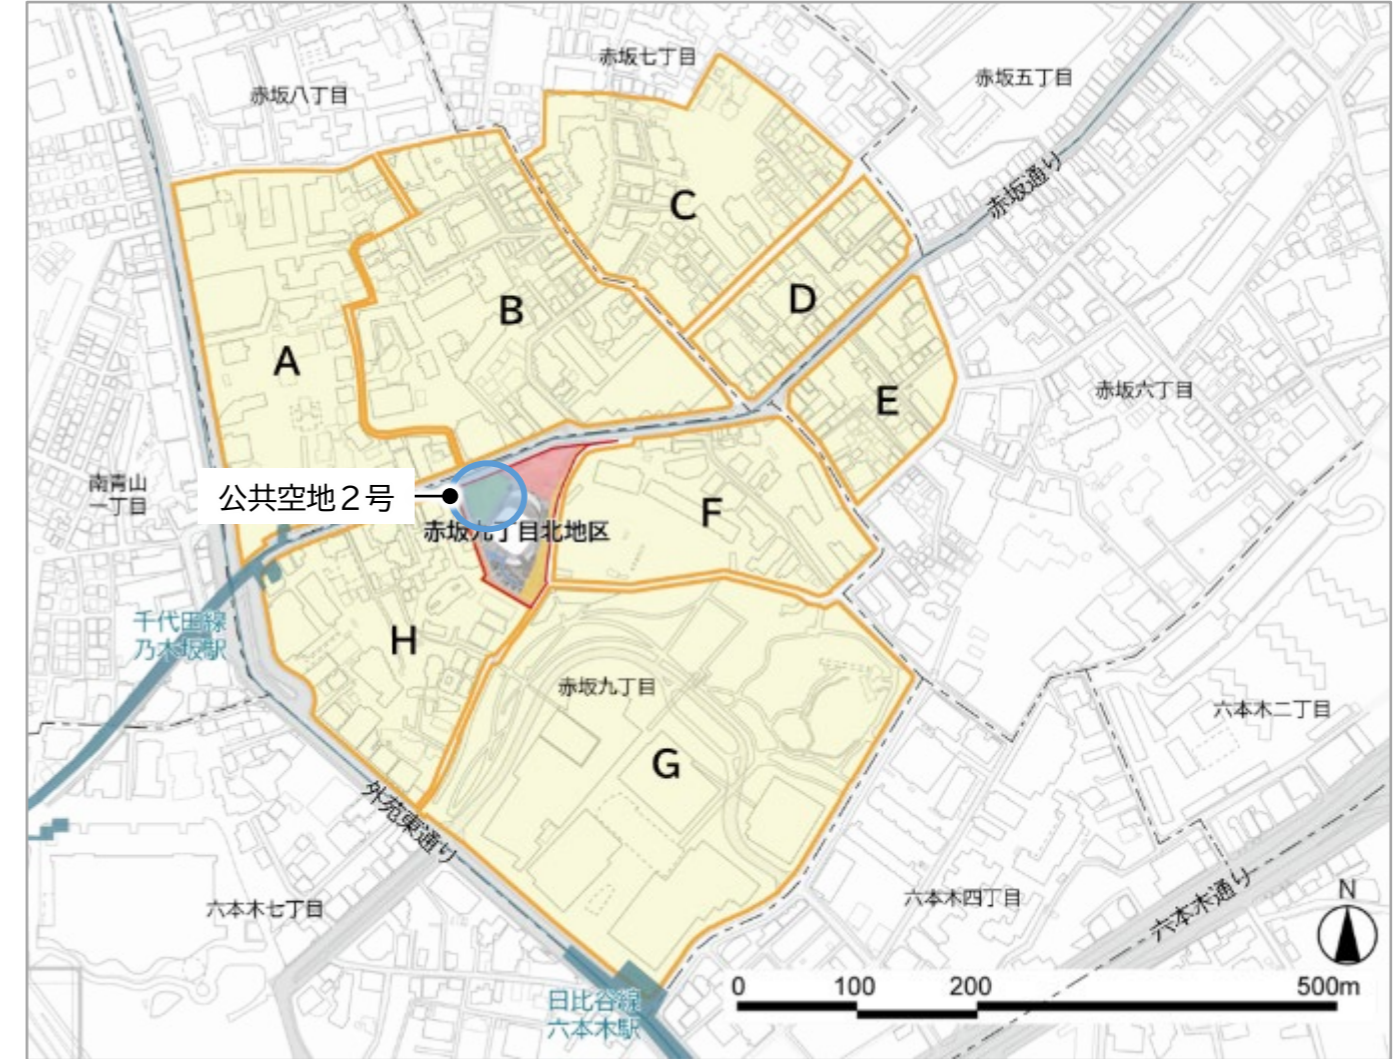 赤坂七丁目
赤坂五丁目
赤坂八丁目
赤坂通り
C
D
B
A
E
赤坂六丁目
南青山
一丁目
公共空地２号
F
赤坂九丁目北地区
千代田線
乃木坂駅
H
赤坂九丁目
六本木二丁目
G
外苑東通り
六本木七丁目
六本木四丁目
六本木通り
N
0 100 200 500m
日比谷線
六本木駅